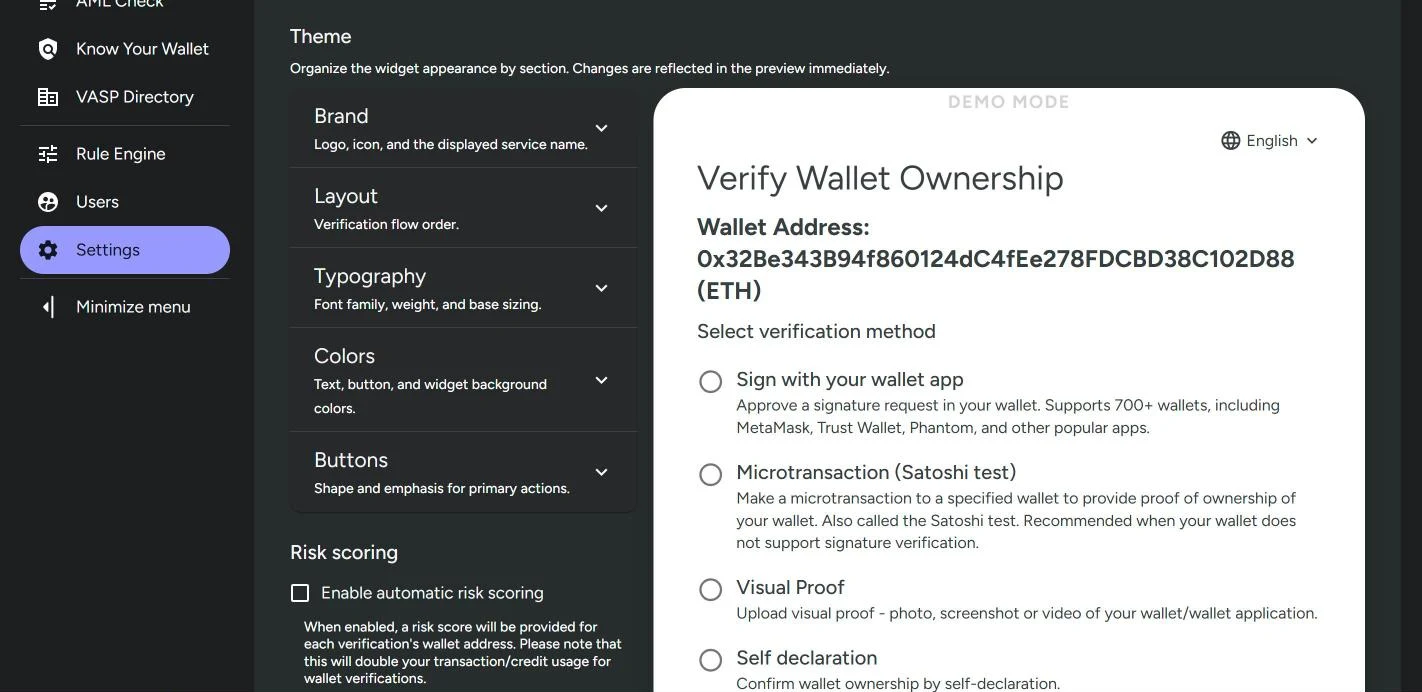 AML Check
Know Your Wallet
VASP Directory
Rule Engine
Users
Settings
Minimize menu
Theme
Organize the widget appearance by section. Changes are reflected in the preview immediately.
Brand
Logo, icon, and the displayed service name.
Layout
Verification flow order.
Typography
Font family, weight, and base sizing.
Colors
Text, button, and widget background
colors.
Buttons
Shape and emphasis for primary actions.
Risk scoring
Enable automatic risk scoring
When enabled, a risk score will be provided for
each verification's wallet address. Please note that
this will double your transaction/credit usage for
wallet verifications.
DEMO MODE
English
Verify Wallet Ownership
Wallet Address:
0x32Be343B94f860124dC4fEe278FDCBD38C102D88
(ETH)
Select verification method
Sign with your wallet app
Approve a signature request in your wallet. Supports 700+ wallets, including
MetaMask, Trust Wallet, Phantom, and other popular apps.
Microtransaction (Satoshi test)
Make a microtransaction to a specified wallet to provide proof of ownership of
your wallet. Also called the Satoshi test. Recommended when your wallet does
not support signature verification.
Visual Proof
Upload visual proof - photo, screenshot or video of your wallet/wallet application.
Self declaration
Confirm wallet ownership by self-declaration.